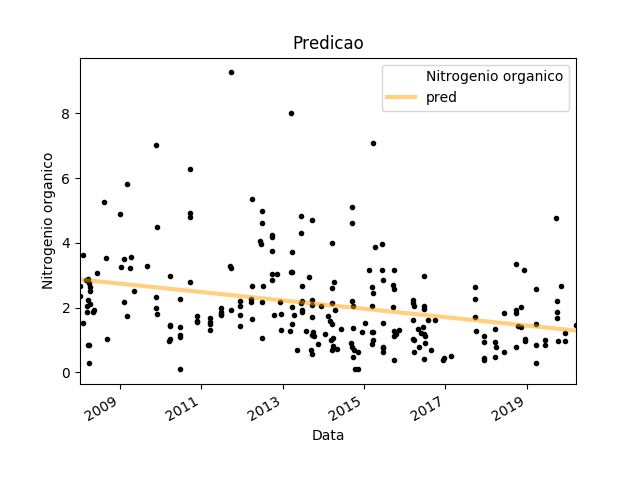 Predicao
Nitrogenio organico
pred
Nitrogenio organico
8
6
4
2
0
2009
2011
2013
2015
2017
2019
Data